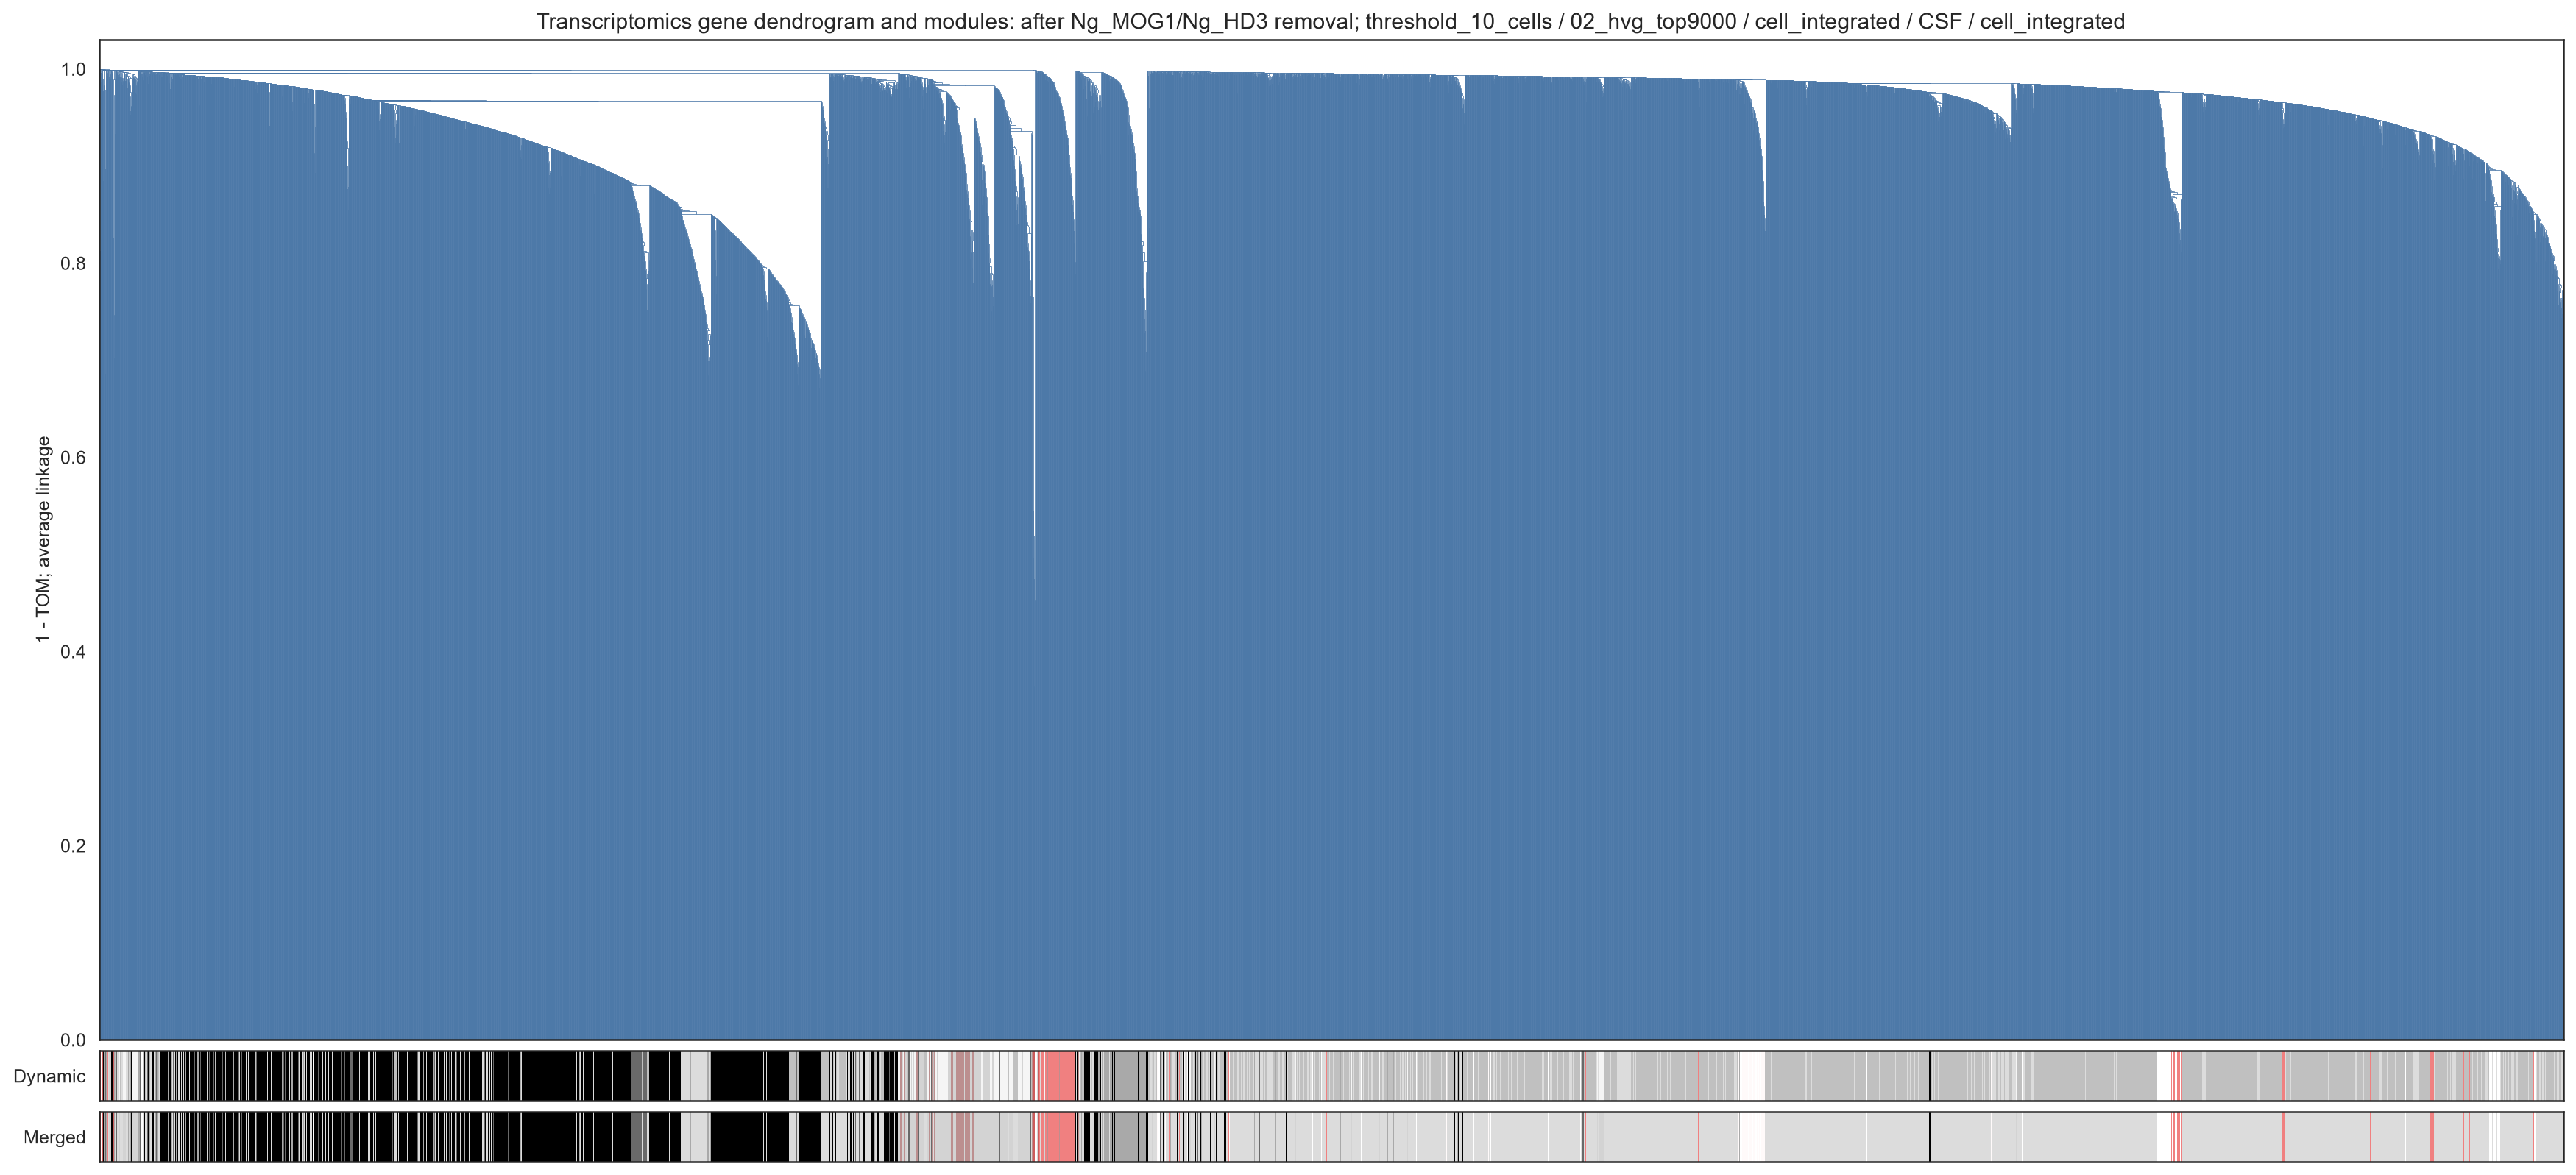 Transcriptomics gene dendrogram and modules: after Ng_MOG1/Ng_HD3 removal; threshold_10_cells / 02_hvg_top9000 / cell_integrated / CSF / cell_integrated
1.0
0.8
0.6
0.4
0.2
0.0
1 - TOM; average linkage
Dynamic
Merged